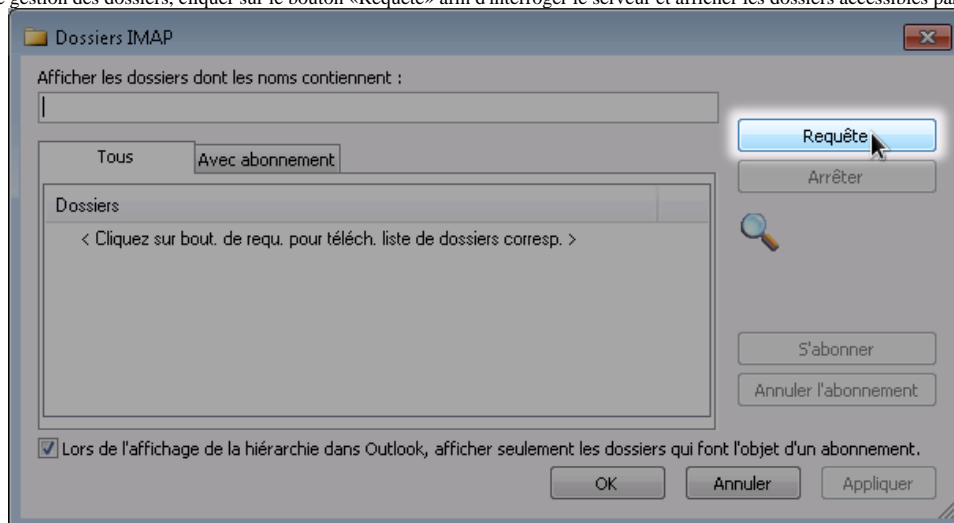 gestion des dossiers, cliquer sur le bouton «Requête» afin d'interroger le serveur et afficher les dossiers accessibles
Dossiers IMAP
Afficher les dossiers dont les noms contiennent :
Requête
Tous
Avec abonnement
Arrêter
Dossiers
< Cliquez sur bout. de requ. pour téléch. liste de dossiers corresp. >
S'abonner
Annuler l'abonnement
Lors de l'affichage de la hiérarchie dans Outlook, afficher seulement les dossiers qui font l'objet d'un abonnement.
OK
Annuler
Appliquer